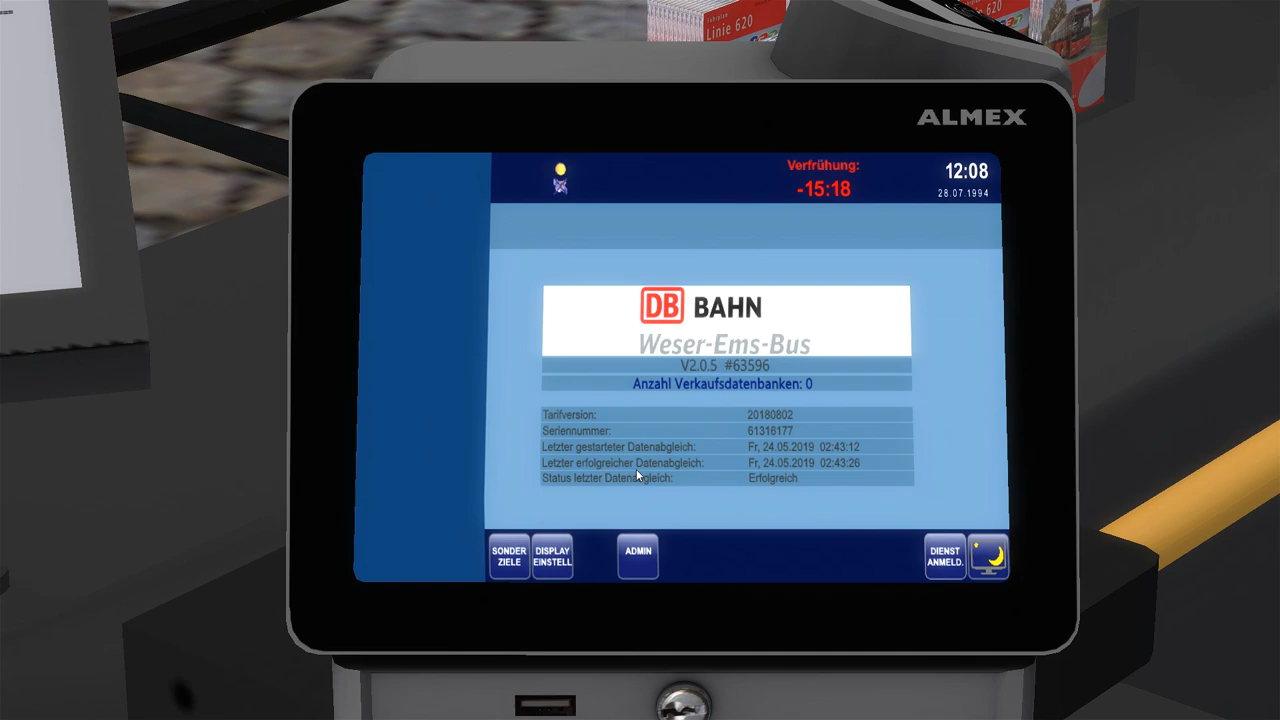 Fahrplan
Linie 620
620
ALMEX
Verfrühung:
-15:18
12:08
28.07.1994
DB BAHN
Weser-Ems-Bus
V2.0.5 #63596
Anzahl Verkaufsdatenbanken: 0
Tarifversion: 20180802
Seriennummer: 61316177
Letzter gestarteter Datenabgleich: Fr, 24.05.2019 02:43:12
Letzter erfolgreicher Datenabgleich: Fr, 24.05.2019 02:43:26
Status letzter Datenabgleich: Erfolgreich
SONDER
ZIELE
DISPLAY
EINSTELL
ADMIN
DIENST
ANMELD.